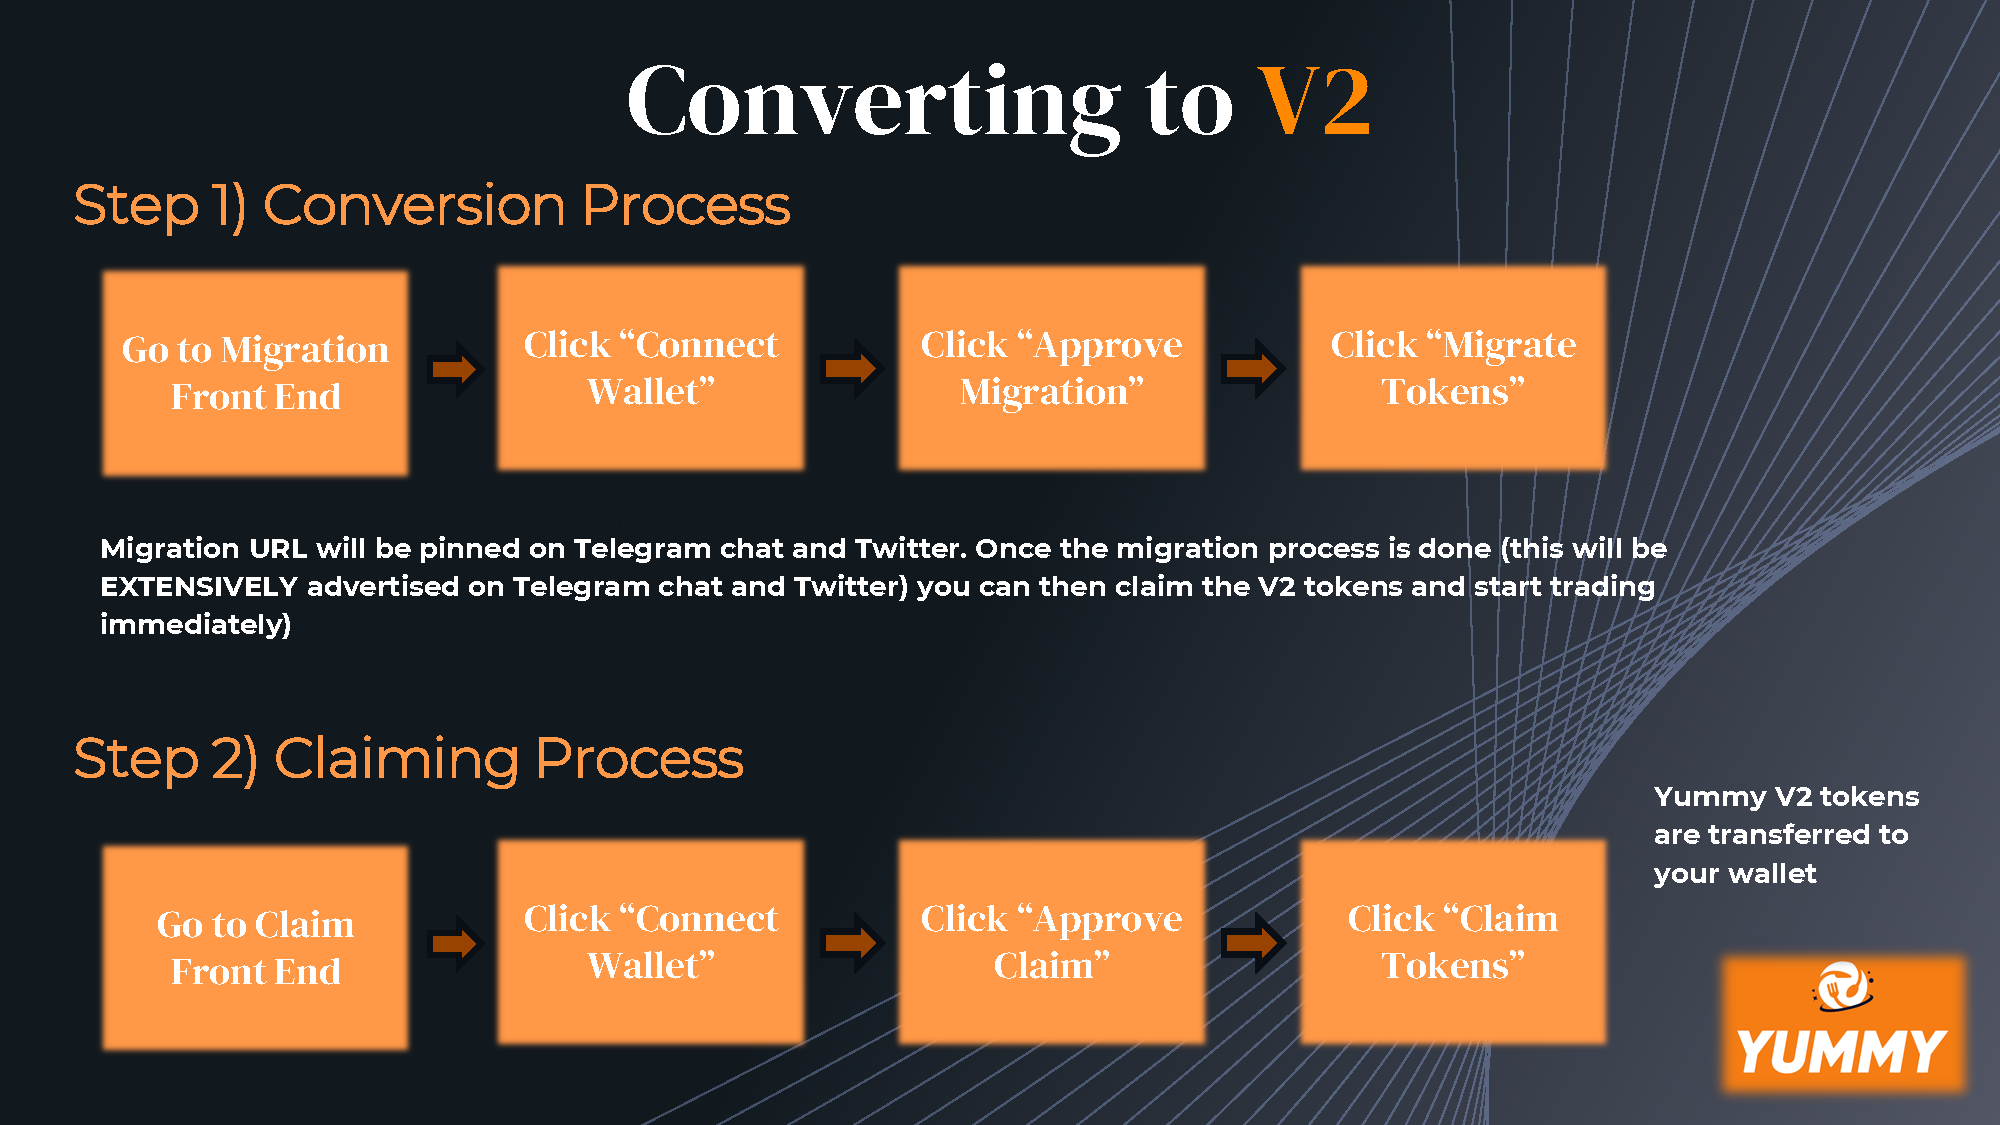 Converting to V2
Step 1) Conversion Process
Go to Migration
Front End
Click “Connect
Wallet”
Click “Approve
Migration”
Click “Migrate
Tokens”
Migration URL will be pinned on Telegram chat and Twitter. Once the migration process is done (this will be
EXTENSIVELY advertised on Telegram chat and Twitter) you can then claim the V2 tokens and start trading
immediately)
Step 2) Claiming Process
Go to Claim
Front End
Click “Connect
Wallet”
Click “Approve
Claim”
Click “Claim
Tokens”
Yummy V2 tokens
are transferred to
your wallet
YUMMY